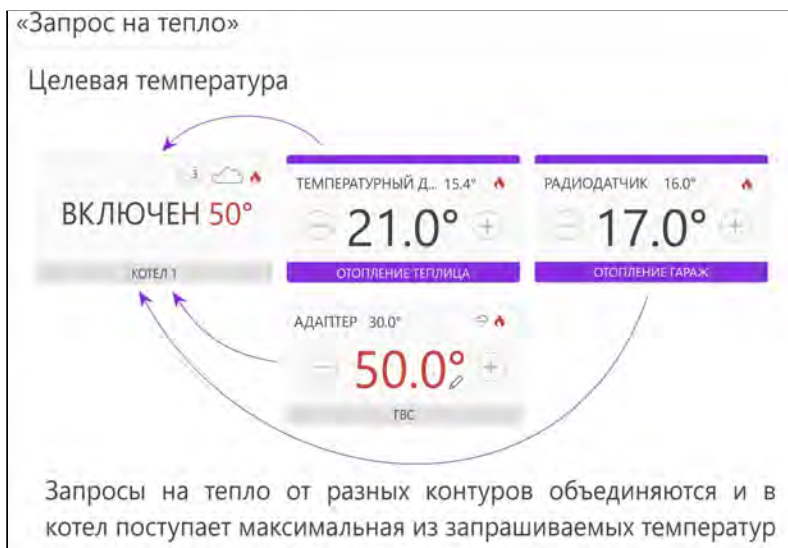 «Запрос на тепло»
Целевая температура
3
ВКЛЮЧЕН 50°
КОТЕЛ 1
ТЕМПЕРАТУРНЫЙ Д... 15.4°
− 21.0° +
ОТОПЛЕНИЕ ТЕПЛИЦА
РАДИОДАТЧИК 16.0°
− 17.0° +
ОТОПЛЕНИЕ ГАРАЖ
АДАПТЕР 30.0°
− 50.0° +
ГВС
Запросы на тепло от разных контуров объединяются и в
котел поступает максимальная из запрашиваемых температур